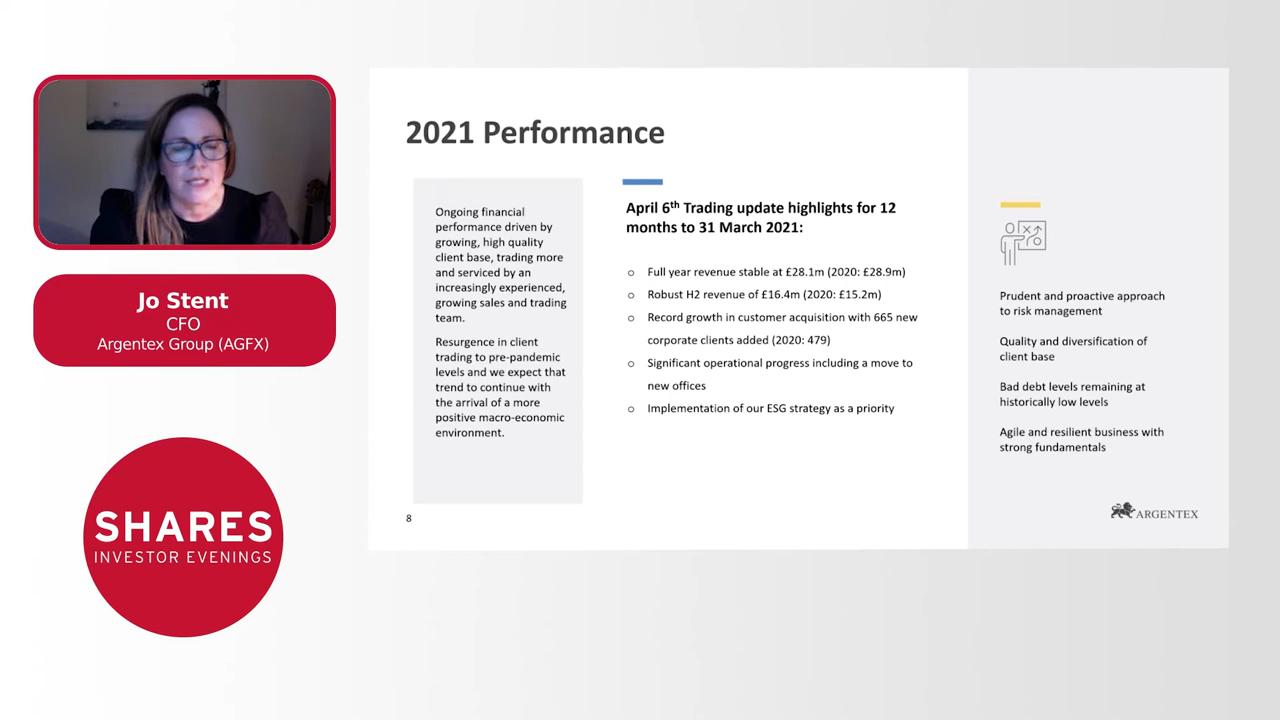 Jo Stent
CFO
Argentex Group (AGFX)
SHARES
INVESTOR EVENINGS
2021 Performance
Ongoing financial
performance driven by
growing, high quality
client base, trading more
and serviced by an
increasingly experienced,
growing sales and trading
team.
Resurgence in client
trading to pre-pandemic
levels and we expect that
trend to continue with
the arrival of a more
positive macro-economic
environment.
8
April 6th Trading update highlights for 12
months to 31 March 2021:
o Full year revenue stable at £28.1m (2020: £28.9m)
o Robust H2 revenue of £16.4m (2020: £15.2m)
o Record growth in customer acquisition with 665 new
corporate clients added (2020: 479)
o Significant operational progress including a move to
new offices
o Implementation of our ESG strategy as a priority
Prudent and proactive approach
to risk management
Quality and diversification of
client base
Bad debt levels remaining at
historically low levels
Agile and resilient business with
strong fundamentals
ARGENTEX